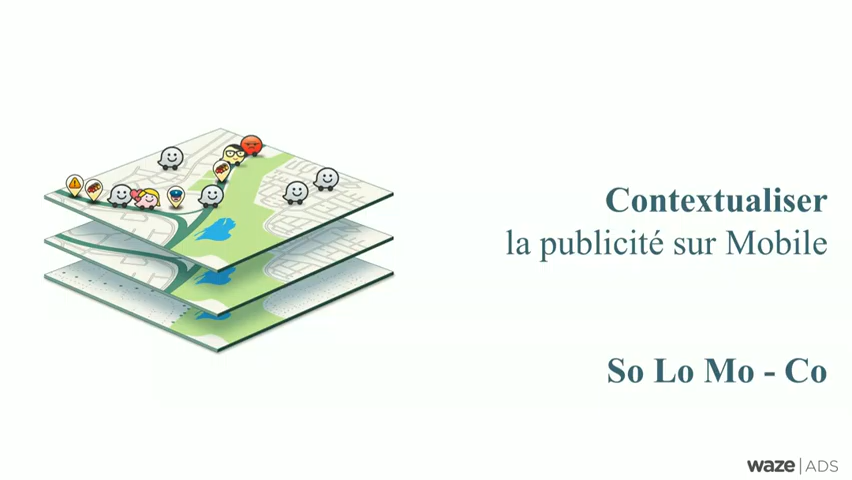 Contextualiser
la publicité sur Mobile
So Lo Mo - Co
waze | ADS